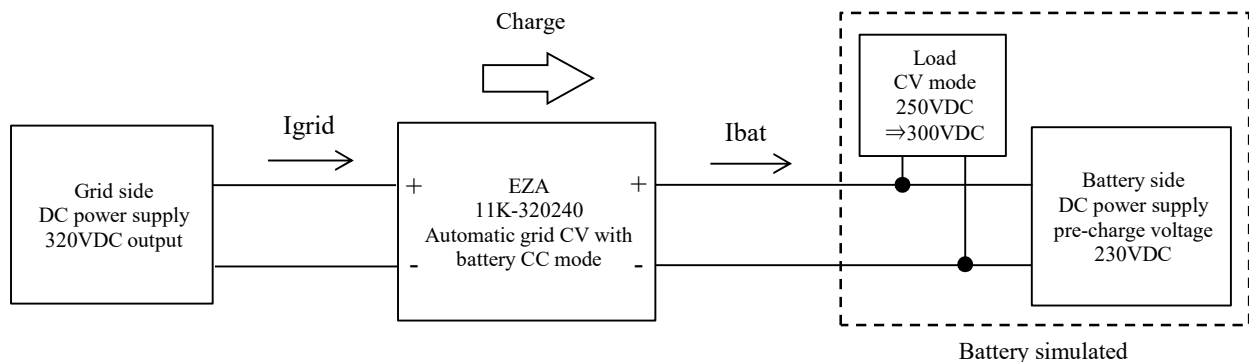 Charge
Igrid
Ibat
Grid side
DC power supply
320VDC output
+
-
EZA
11K-320240
Automatic grid CV with
battery CC mode
+
-
Load
CV mode
250VDC
⇒300VDC
Battery side
DC power supply
pre-charge voltage
230VDC
Battery simulated